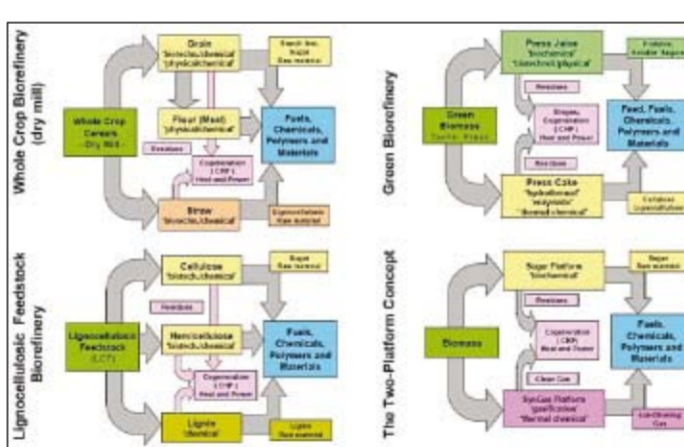 Whole Crop Biorefinery
(dry mill)
Whole Crop
Cereals
- Dry Mill -
Grain
'biotech./chemical'
'physical/chemical'
Flour (Meal)
'physical/chemical'
Residues
Cogeneration
(CHP)
Heat and Power
Straw
'biotech./chemical'
Raw material
Fuels,
Chemicals,
Polymers and
Materials
Lignocellulosic
Raw material
Green Biorefinery
Green
Biomass
Press Juice
'biochemical'
'biotech./physical'
Residues
Biogas,
Cogeneration
(CHP)
Heat and Power
Residues
Press Cake
'hydrothermal'
'enzymatic'
'thermal chemical'
Feed, Fuels,
Chemicals,
Polymers and
Materials
Cellulose
Lignocellulose
Lignocellulosic Feedstock
Biorefinery
Lignocellulosic
Feedstock
(LCF)
Cellulose
'biotech./chemical'
Residues
Hemicellulose
'biotech./chemical'
Cogeneration
(CHP)
Heat and Power
Lignin
'chemical'
Sugar
Raw material
Fuels,
Chemicals,
Polymers and
Materials
Lignin
Raw material
The Two-Platform Concept
Biomass
Sugar Platform
'biochemical'
Residues
Cogeneration
(CHP)
Heat and Power
Clean Gas
SynGas Platform
'gasification'
'thermal chemical'
Sugar
Raw material
Fuels,
Chemicals,
Polymers and
Materials
Conditioning
Gas